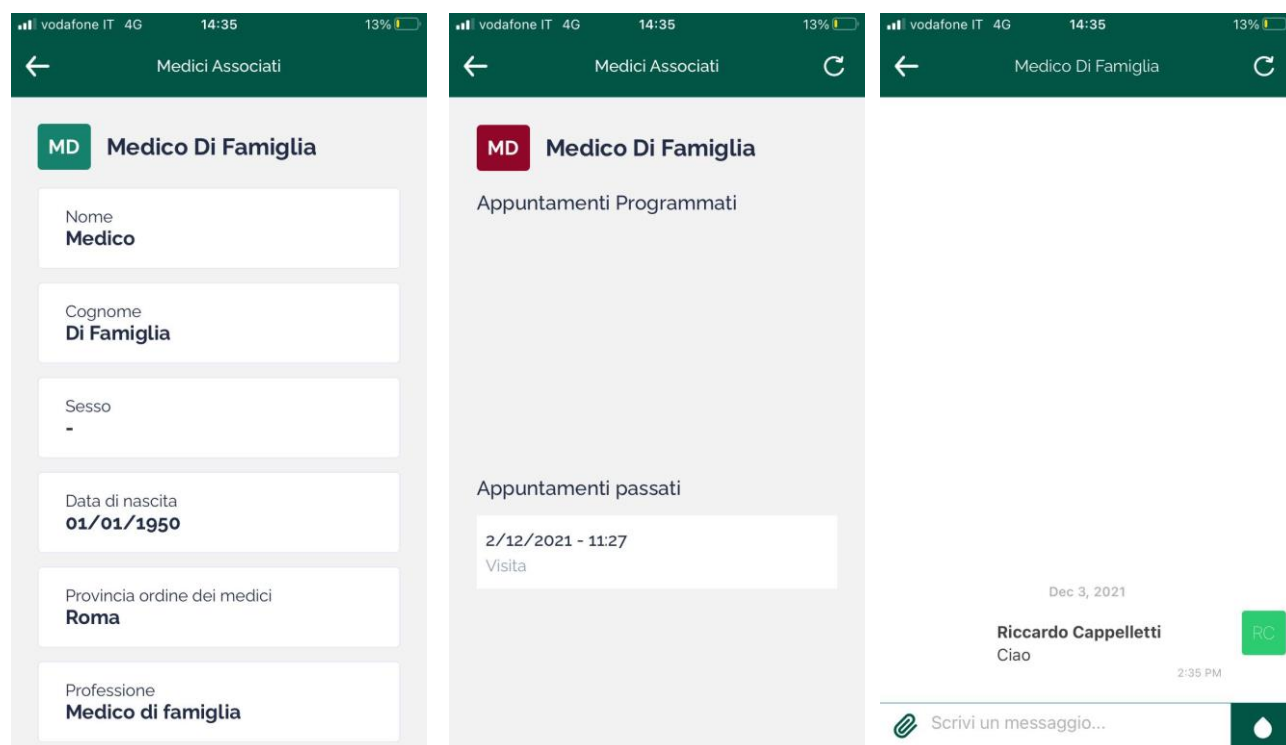 vodafone IT 4G 14:35 13%
Medici Associati
MD Medico Di Famiglia
Nome
Medico
Cognome
Di Famiglia
Sesso
-
Data di nascita
01/01/1950
Provincia ordine dei medici
Roma
Professione
Medico di famiglia
vodafone IT 4G 14:35 13%
Medici Associati
MD Medico Di Famiglia
Appuntamenti Programmati
Appuntamenti passati
2/12/2021 - 11:27
Visita
vodafone IT 4G 14:35 13%
Medico Di Famiglia
Dec 3, 2021
Riccardo Cappelletti RC
Ciao
2:35 PM
Scrivi un messaggio...